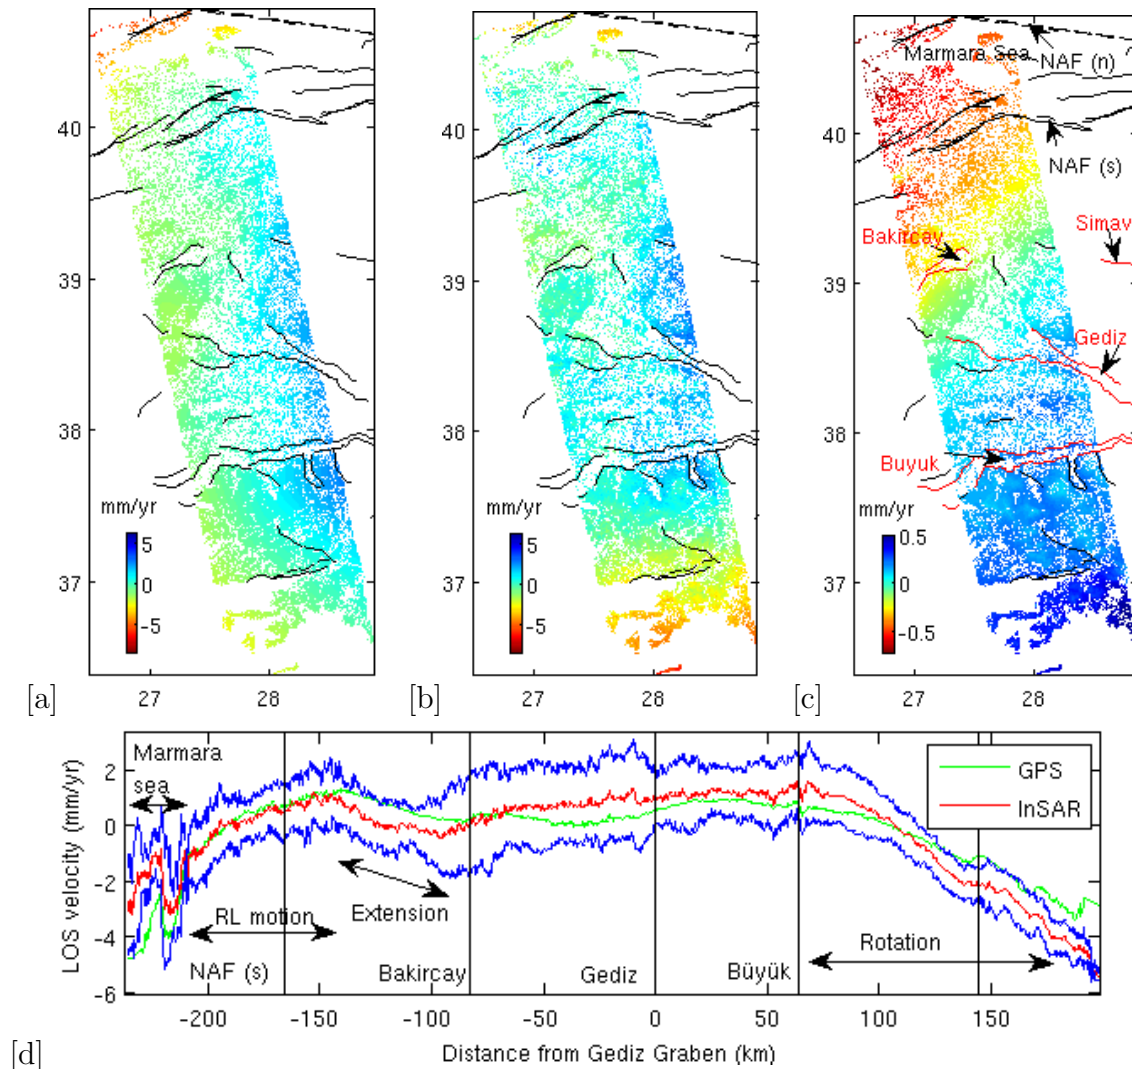 40
39
38
37
mm/yr
5
0
-5
27
28
[a]
40
39
38
37
mm/yr
5
0
-5
27
28
[b]
Marmara Sea
NAF (n)
NAF (s)
Bakircay
Simav
Gediz
Buyuk
40
39
38
37
mm/yr
0.5
0
-0.5
27
28
[c]
LOS velocity (mm/yr)
2
0
-2
-4
-6
Marmara
sea
RL motion
Extension
Rotation
NAF (s)
Bakircay
Gediz
Büyük
GPS
InSAR
-200
-150
-100
-50
0
50
100
150
Distance from Gediz Graben (km)
[d]